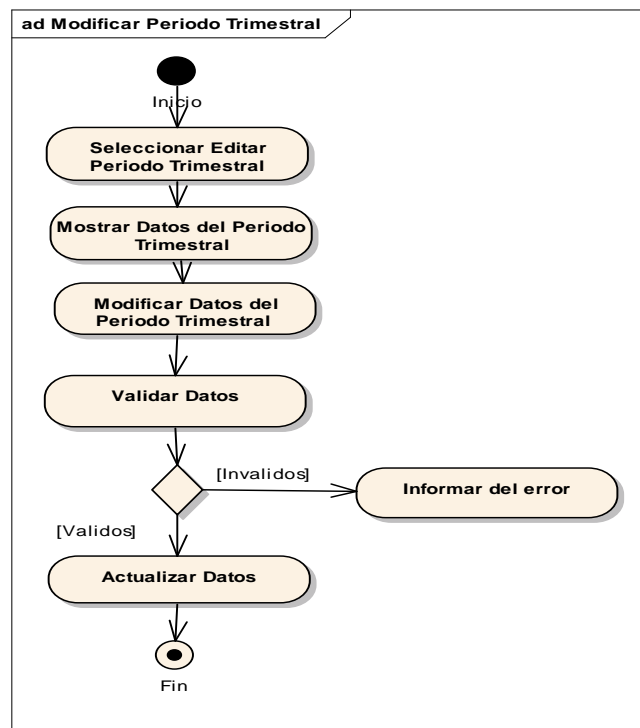 ad Modificar Periodo Trimestral
Inicio
Seleccionar Editar
Periodo Trimestral
Mostrar Datos del Periodo
Trimestral
Modificar Datos del
Periodo Trimestral
Validar Datos
[Invalidos]
Informar del error
[Validos]
Actualizar Datos
Fin